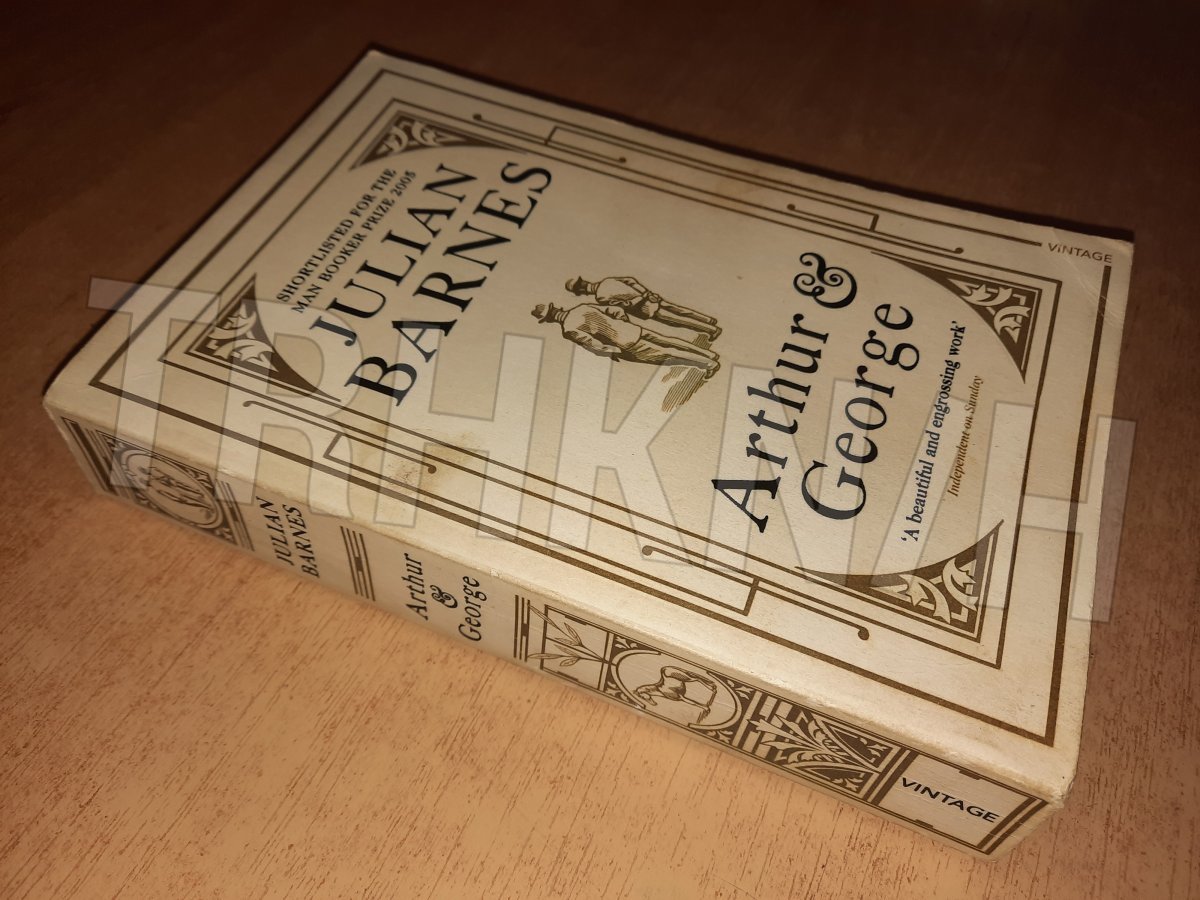 SHORTLISTED FOR THE
MAN BOOKER PRIZE 2005
JULIAN
BARNES
Arthur &
George
'A beautiful and engrossing work'
Independent on Sunday
VINTAGE
JULIAN
BARNES
Arthur
&
George
VINTAGE